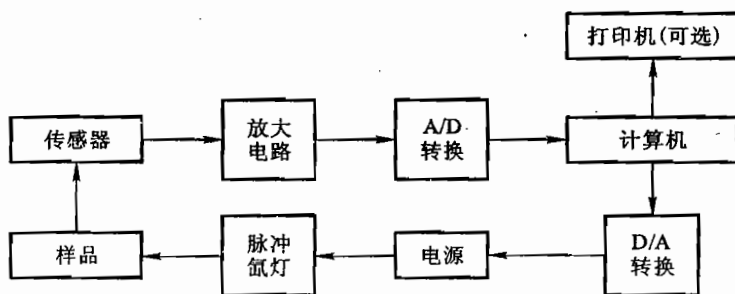 打印机(可选)
传感器
放大
电路
A/D
转换
计算机
样品
脉冲
氙灯
电源
D/A
转换